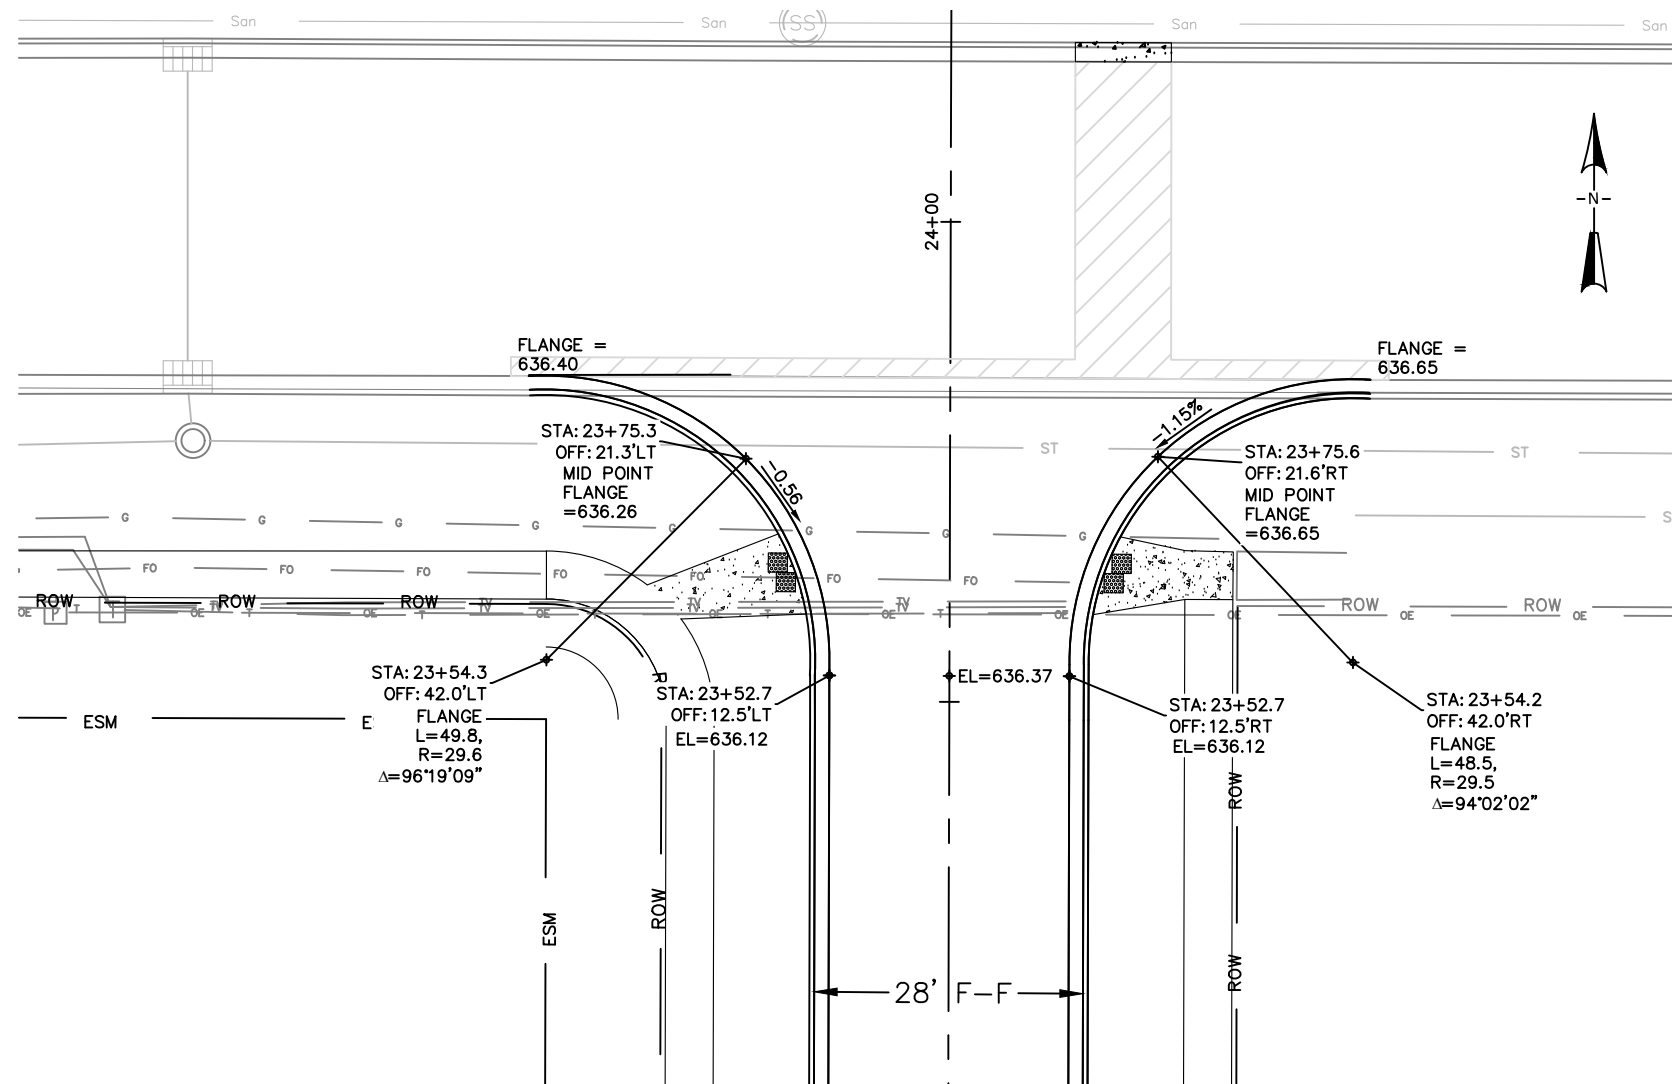 San
San
SS
San
San
24+00
-N-
FLANGE =
636.40
FLANGE =
636.65
STA: 23+75.3
OFF: 21.3'LT
MID POINT
FLANGE
=636.26
-0.56
-1.15%
STA: 23+75.6
OFF: 21.6'RT
MID POINT
FLANGE
=636.65
ST
ST
S
G
G
G
G
G
G
G
FO
FO
FO
FO
FO
FO
FO
ROW
ROW
ROW
ROW
ROW
TV
TV
TV
TV
OE
P
T
T
OE
T
OE
T
OE
T
OE
T
OE
T
OE
OE
OE
OE
STA: 23+54.3
OFF: 42.0'LT
FLANGE
L=49.8,
R=29.6
Δ=96°19'09"
STA: 23+52.7
OFF: 12.5'LT
EL=636.12
EL=636.37
STA: 23+52.7
OFF: 12.5'RT
EL=636.12
STA: 23+54.2
OFF: 42.0'RT
FLANGE
L=48.5,
R=29.5
Δ=94°02'02"
ESM
E
ESM
ROW
ROW
ROW
28' F-F